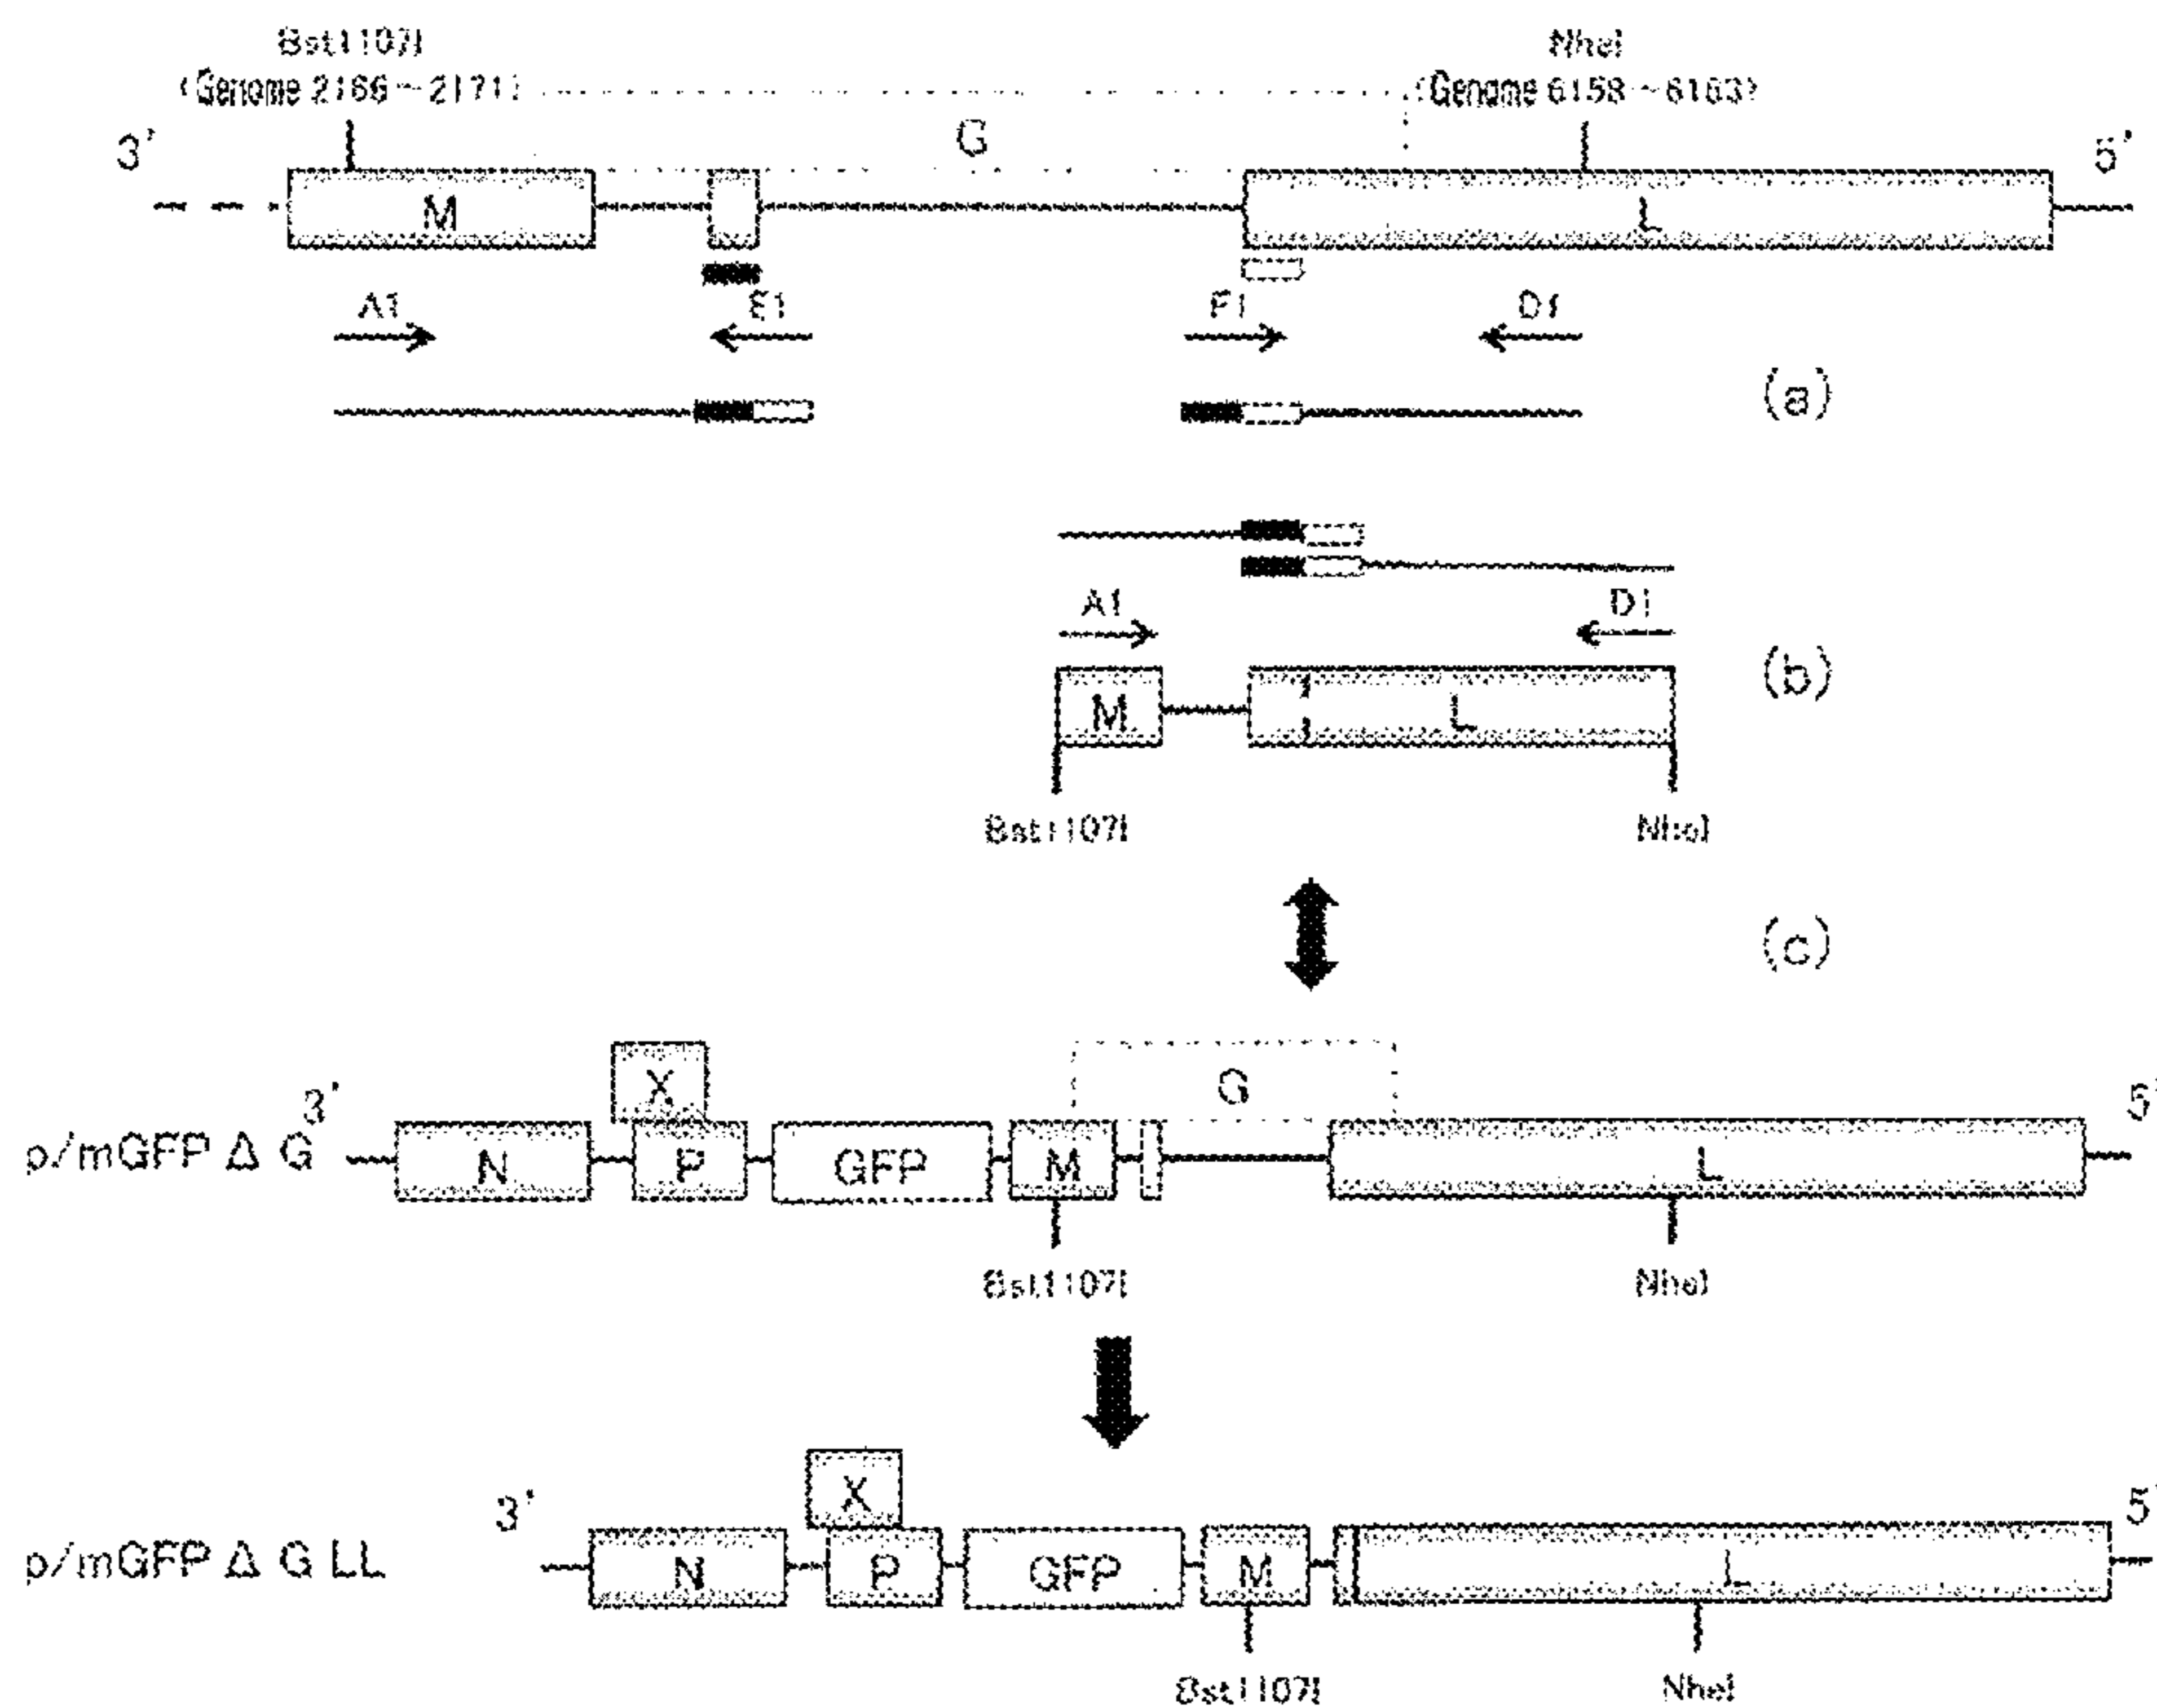 Bst1107I NheI
(Genome 2166~2171) (Genome 6158~6163)
3' G 5'
M L
A1 E1 F1 D1
(a)
A1 D1
(b)
M L
Bst1107I NheI
(c)
X G
3' 5'
p/mGFP Δ G N P GFP M L
Bst1107I NheI
X
3' 5'
p/mGFP Δ G LL N P GFP M L
Bst1107I NheI